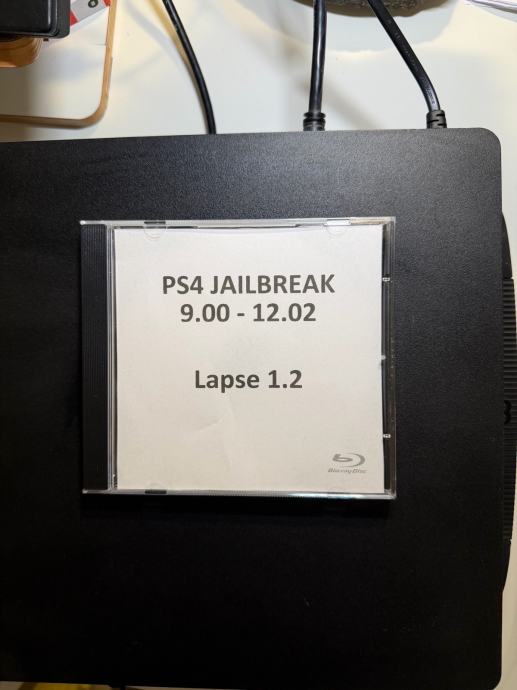 PS4 JAILBREAK
9.00 - 12.02
Lapse 1.2
Blu-ray Disc